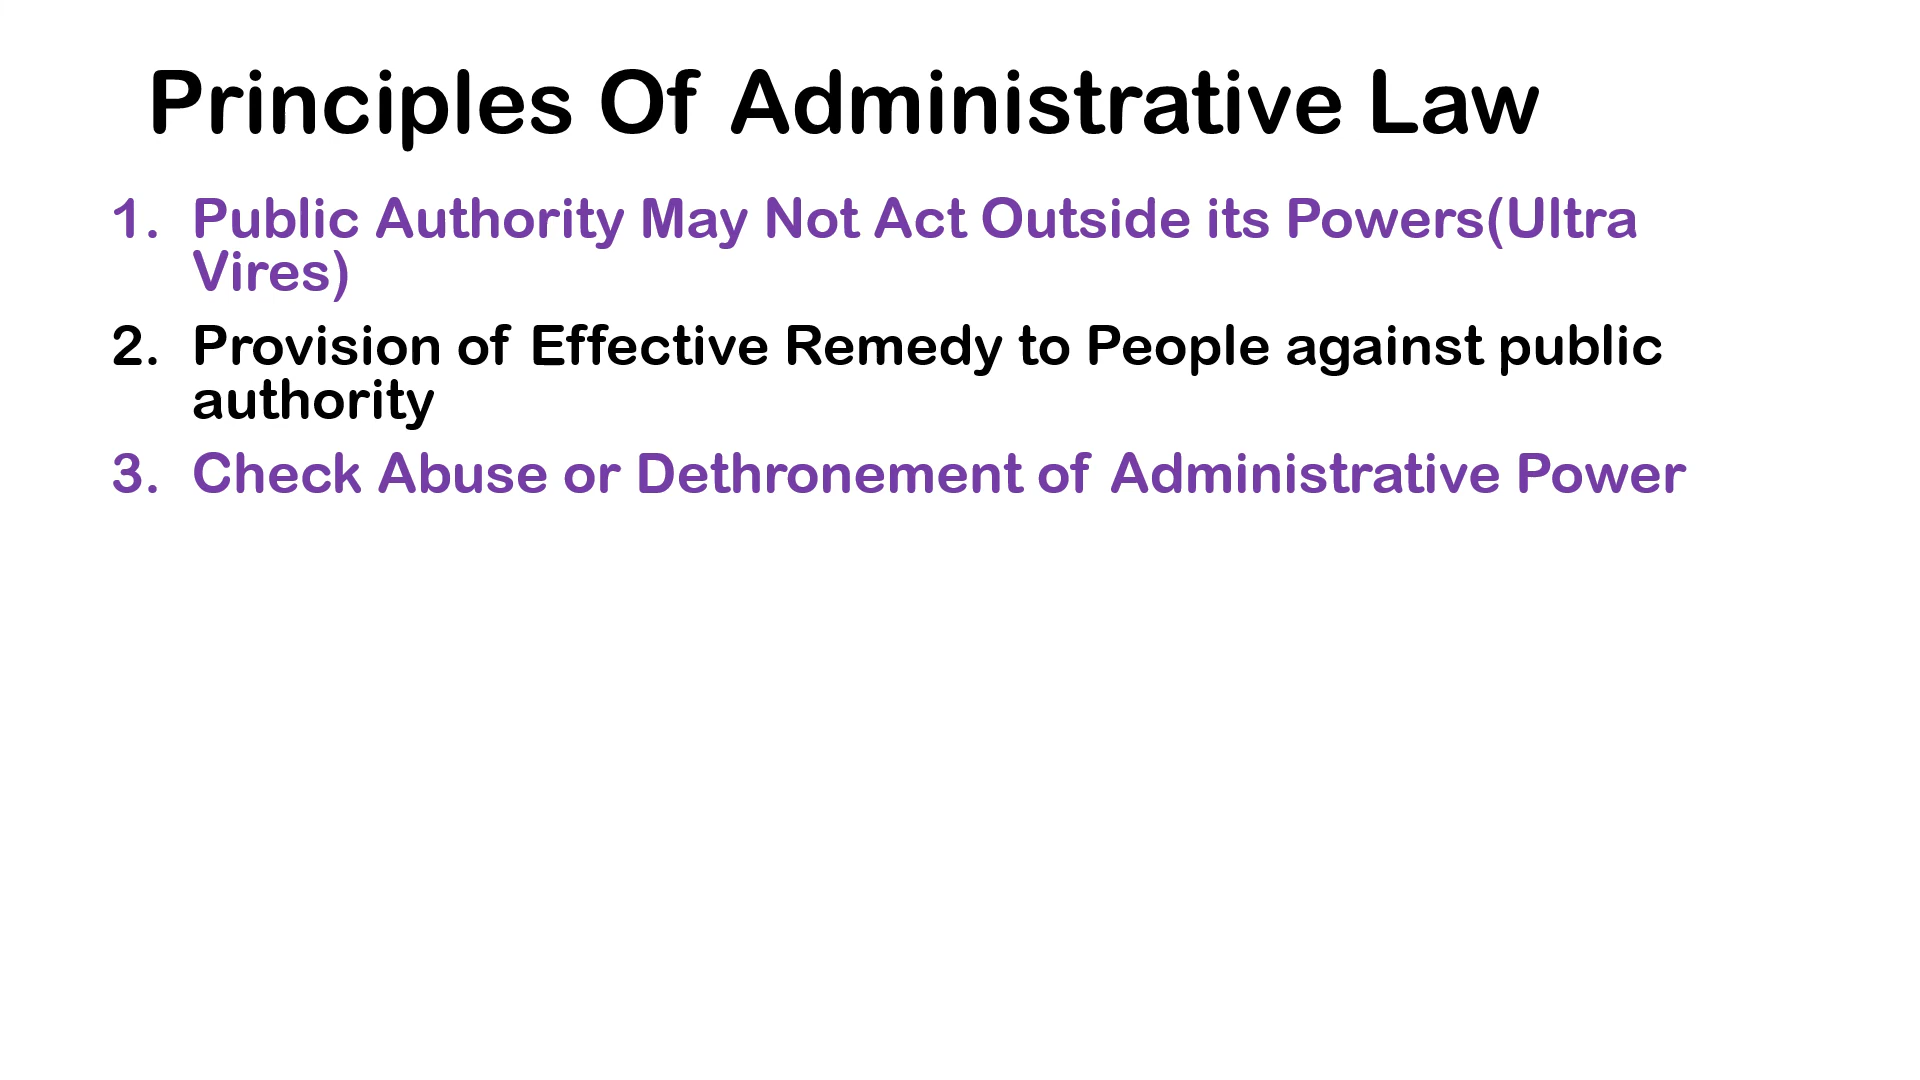 Principles Of Administrative Law
1. Public Authority May Not Act Outside its Powers(Ultra
Vires)
2. Provision of Effective Remedy to People against public
authority
3. Check Abuse or Dethronement of Administrative Power